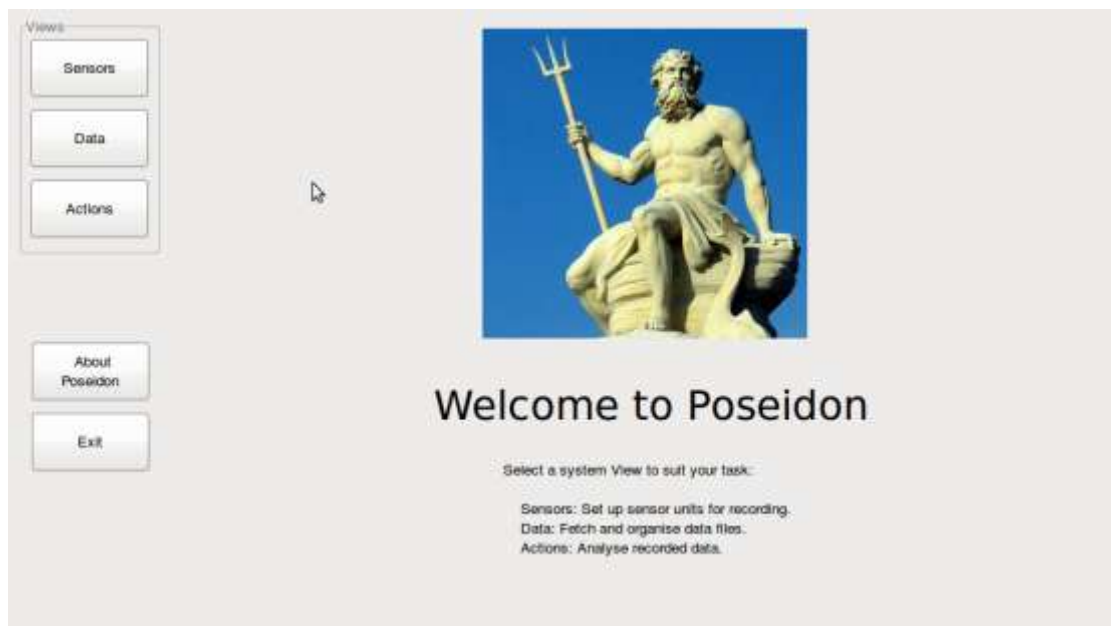 Views
Sensors
Data
Actions
About
Poseidon
Exit
Welcome to Poseidon
Select a system View to suit your task:
Sensors: Set up sensor units for recording.
Data: Fetch and organise data files.
Actions: Analyse recorded data.